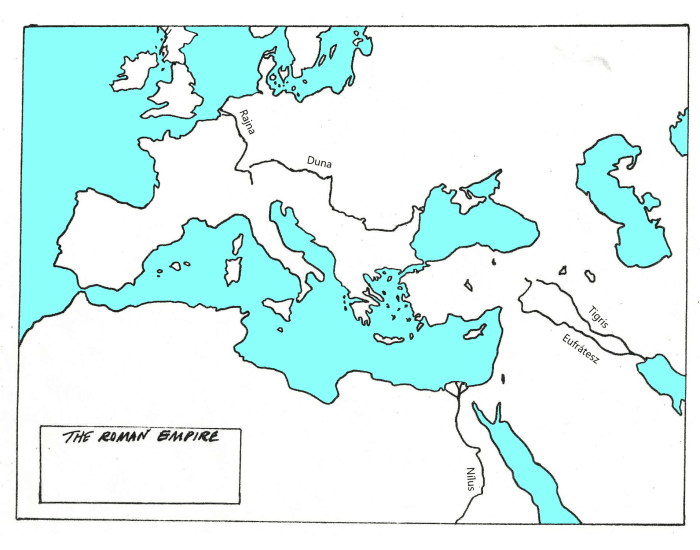 Rajna
Duna
Tigris
Eufrátesz
Nílus
THE ROMAN EMPIRE